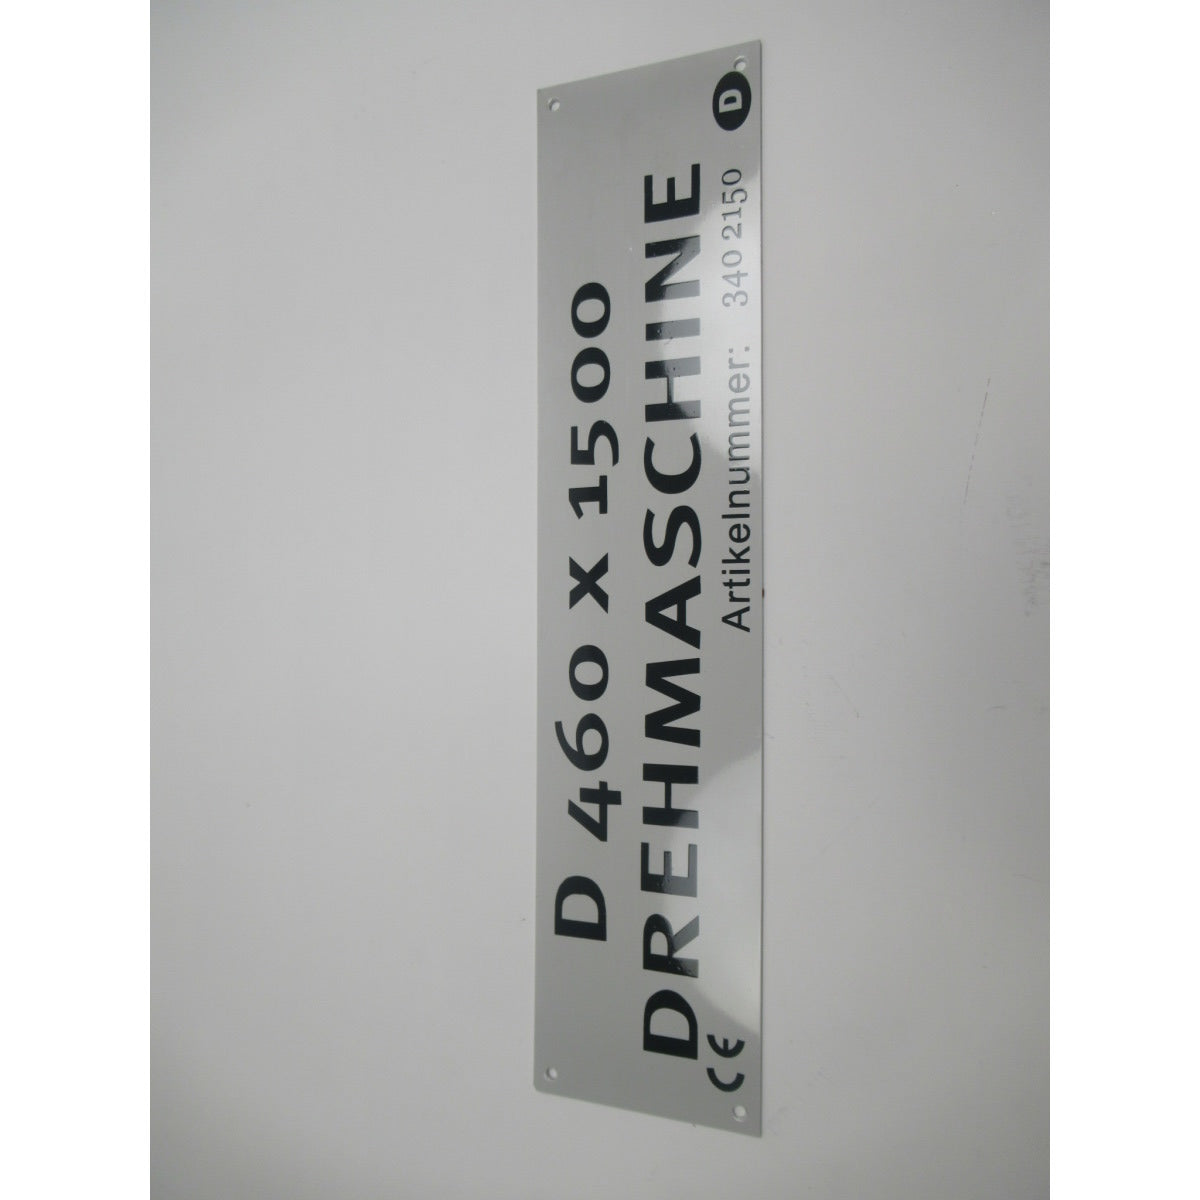 D 460 x 1500
DREHMASCHINE
CE Artikelnummer: 340 2150 D